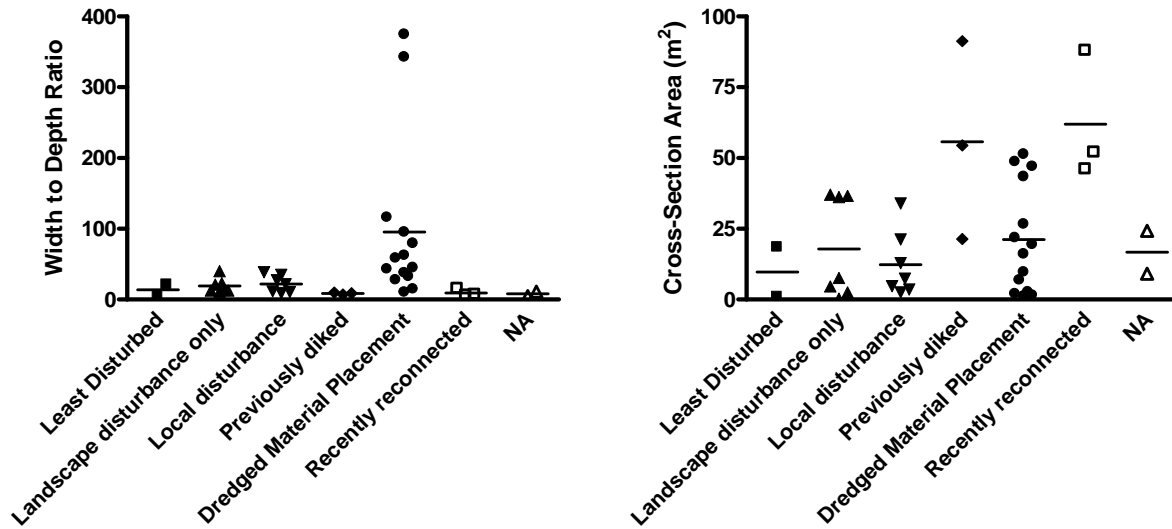 Width to Depth Ratio
400
300
200
100
0
Least Disturbed
Landscape disturbance only
Local disturbance
Previously diked
Dredged Material Placement
Recently reconnected
NA
Cross-Section Area (m²)
100
75
50
25
0
Least Disturbed
Landscape disturbance only
Local disturbance
Previously diked
Dredged Material Placement
Recently reconnected
NA